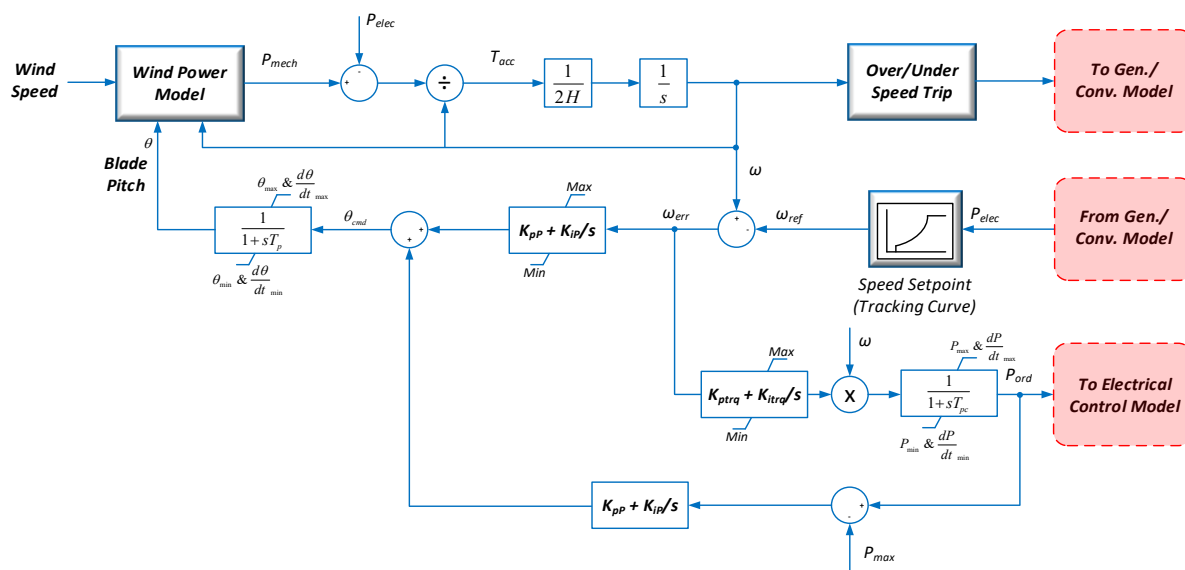 P_elec
Wind
Speed
Wind Power
Model
P_mech
+
-
÷
T_acc
1
2H
1
s
Over/Under
Speed Trip
To Gen./
Conv. Model
θ
Blade
Pitch
ω
θ_max & dθ/dt_max
1
1+sT_p
θ_min & dθ/dt_min
θ_cmd
+
+
Max
K_pP + K_iP/s
Min
ω_err
+
-
ω_ref
P_elec
From Gen./
Conv. Model
Speed Setpoint
(Tracking Curve)
ω
Max
K_ptrq + K_itrq/s
Min
X
P_max & dP/dt_max
1
1+sT_pc
P_min & dP/dt_min
P_ord
To Electrical
Control Model
K_pP + K_iP/s
+
-
P_max